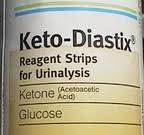 Keto-Diastix®
Reagent Strips
for Urinalysis
Ketone (Acetoacetic
Acid)
Glucose